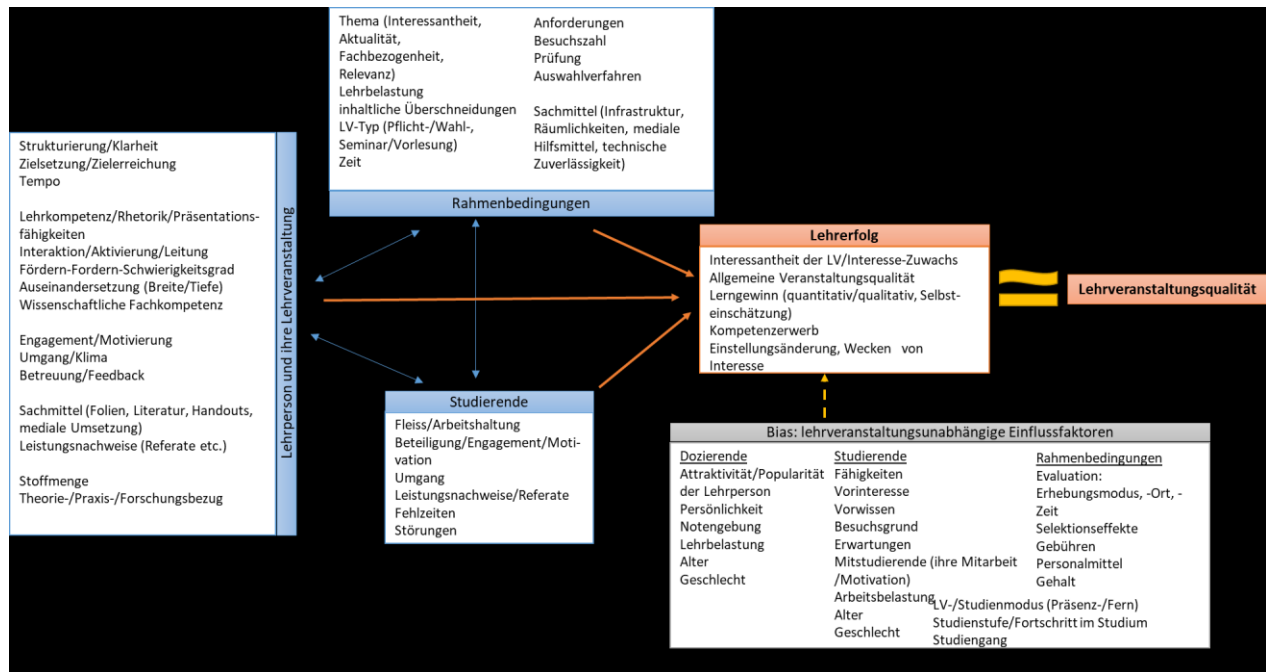 Thema (Interessantheit,
Aktualität,
Fachbezogenheit,
Relevanz)
Lehrbelastung
inhaltliche Überschneidungen
LV-Typ (Pflicht-/Wahl-,
Seminar/Vorlesung)
Zeit
Anforderungen
Besuchszahl
Prüfung
Auswahlverfahren
Sachmittel (Infrastruktur,
Räumlichkeiten, mediale
Hilfsmittel, technische
Zuverlässigkeit)
Rahmenbedingungen
Strukturierung/Klarheit
Zielsetzung/Zielerreichung
Tempo
Lehrkompetenz/Rhetorik/Präsentations-
fähigkeiten
Interaktion/Aktivierung/Leitung
Fördern-Fordern-Schwierigkeitsgrad
Auseinandersetzung (Breite/Tiefe)
Wissenschaftliche Fachkompetenz
Engagement/Motivierung
Umgang/Klima
Betreuung/Feedback
Sachmittel (Folien, Literatur, Handouts,
mediale Umsetzung)
Leistungsnachweise (Referate etc.)
Stoffmenge
Theorie-/Praxis-/Forschungsbezug
Lehrperson und ihre Lehrveranstaltung
Lehrerfolg
Interessantheit der LV/Interesse-Zuwachs
Allgemeine Veranstaltungsqualität
Lerngewinn (quantitativ/qualitativ, Selbst-
einschätzung)
Kompetenzerwerb
Einstellungsänderung, Wecken von
Interesse
Lehrveranstaltungsqualität
Studierende
Fleiss/Arbeitshaltung
Beteiligung/Engagement/Moti-
vation
Umgang
Leistungsnachweise/Referate
Fehlzeiten
Störungen
Bias: lehrveranstaltungsunabhängige Einflussfaktoren
Dozierende
Attraktivität/Popularität
der Lehrperson
Persönlichkeit
Notengebung
Lehrbelastung
Alter
Geschlecht
Studierende
Fähigkeiten
Vorinteresse
Vorwissen
Besuchsgrund
Erwartungen
Mitstudierende (ihre Mitarbeit
/Motivation)
Arbeitsbelastung
Alter
Geschlecht
Rahmenbedingungen
Evaluation:
Erhebungsmodus, -Ort, -
Zeit
Selektionseffekte
Gebühren
Personalmittel
Gehalt
LV-/Studienmodus (Präsenz-/Fern)
Studienstufe/Fortschritt im Studium
Studiengang